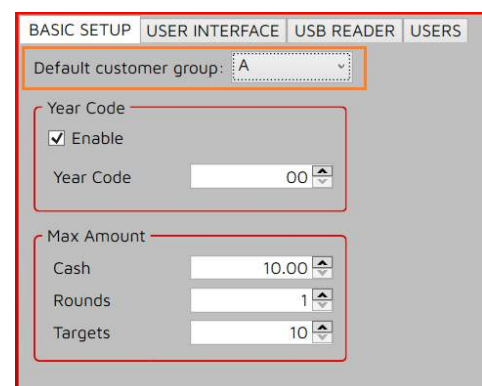 BASIC SETUP USER INTERFACE USB READER USERS
Default customer group: A
Year Code
Enable
Year Code 00
Max Amount
Cash 10.00
Rounds 1
Targets 10